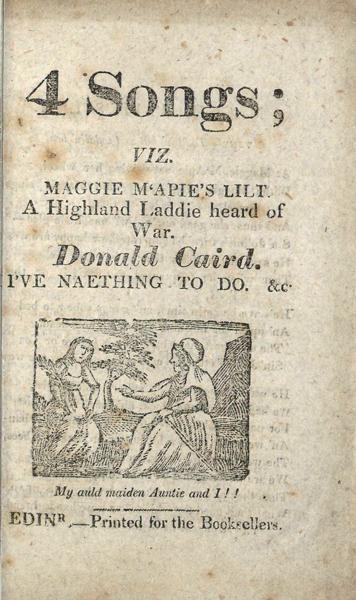 4 Songs;
VIZ.
MAGGIE M‘APIE'S LILT.
A Highland Laddie heard of
War.
Donald Caird.
I'VE NAETHING TO DO. &c.
My auld maiden Auntie and I!!
EDINR.—Printed for the Booksellers.